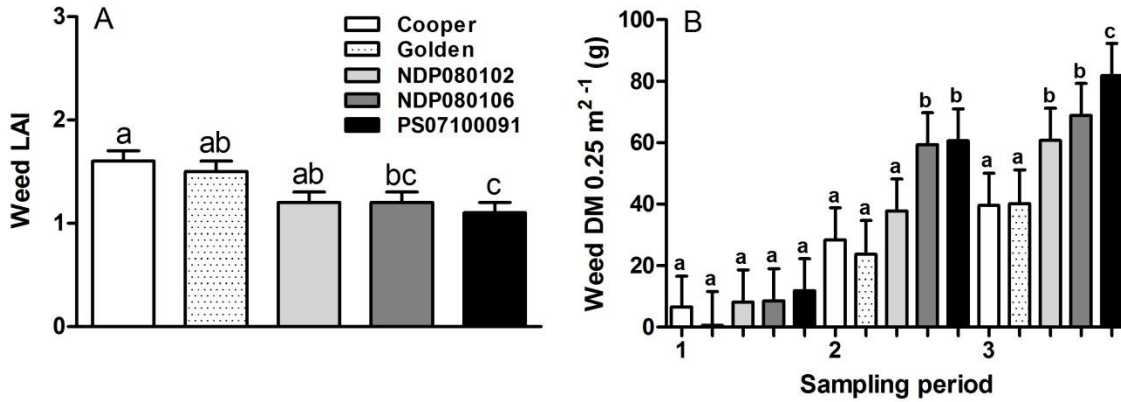 A
3
2
1
0
Weed LAI
a
ab
ab
bc
c
Cooper
Golden
NDP080102
NDP080106
PS07100091
B
100
80
60
40
20
0
Weed DM 0.25 m² ⁻¹ (g)
a
a
a
a
a
a
a
a
b
b
a
a
b
b
c
1
2
3
Sampling period